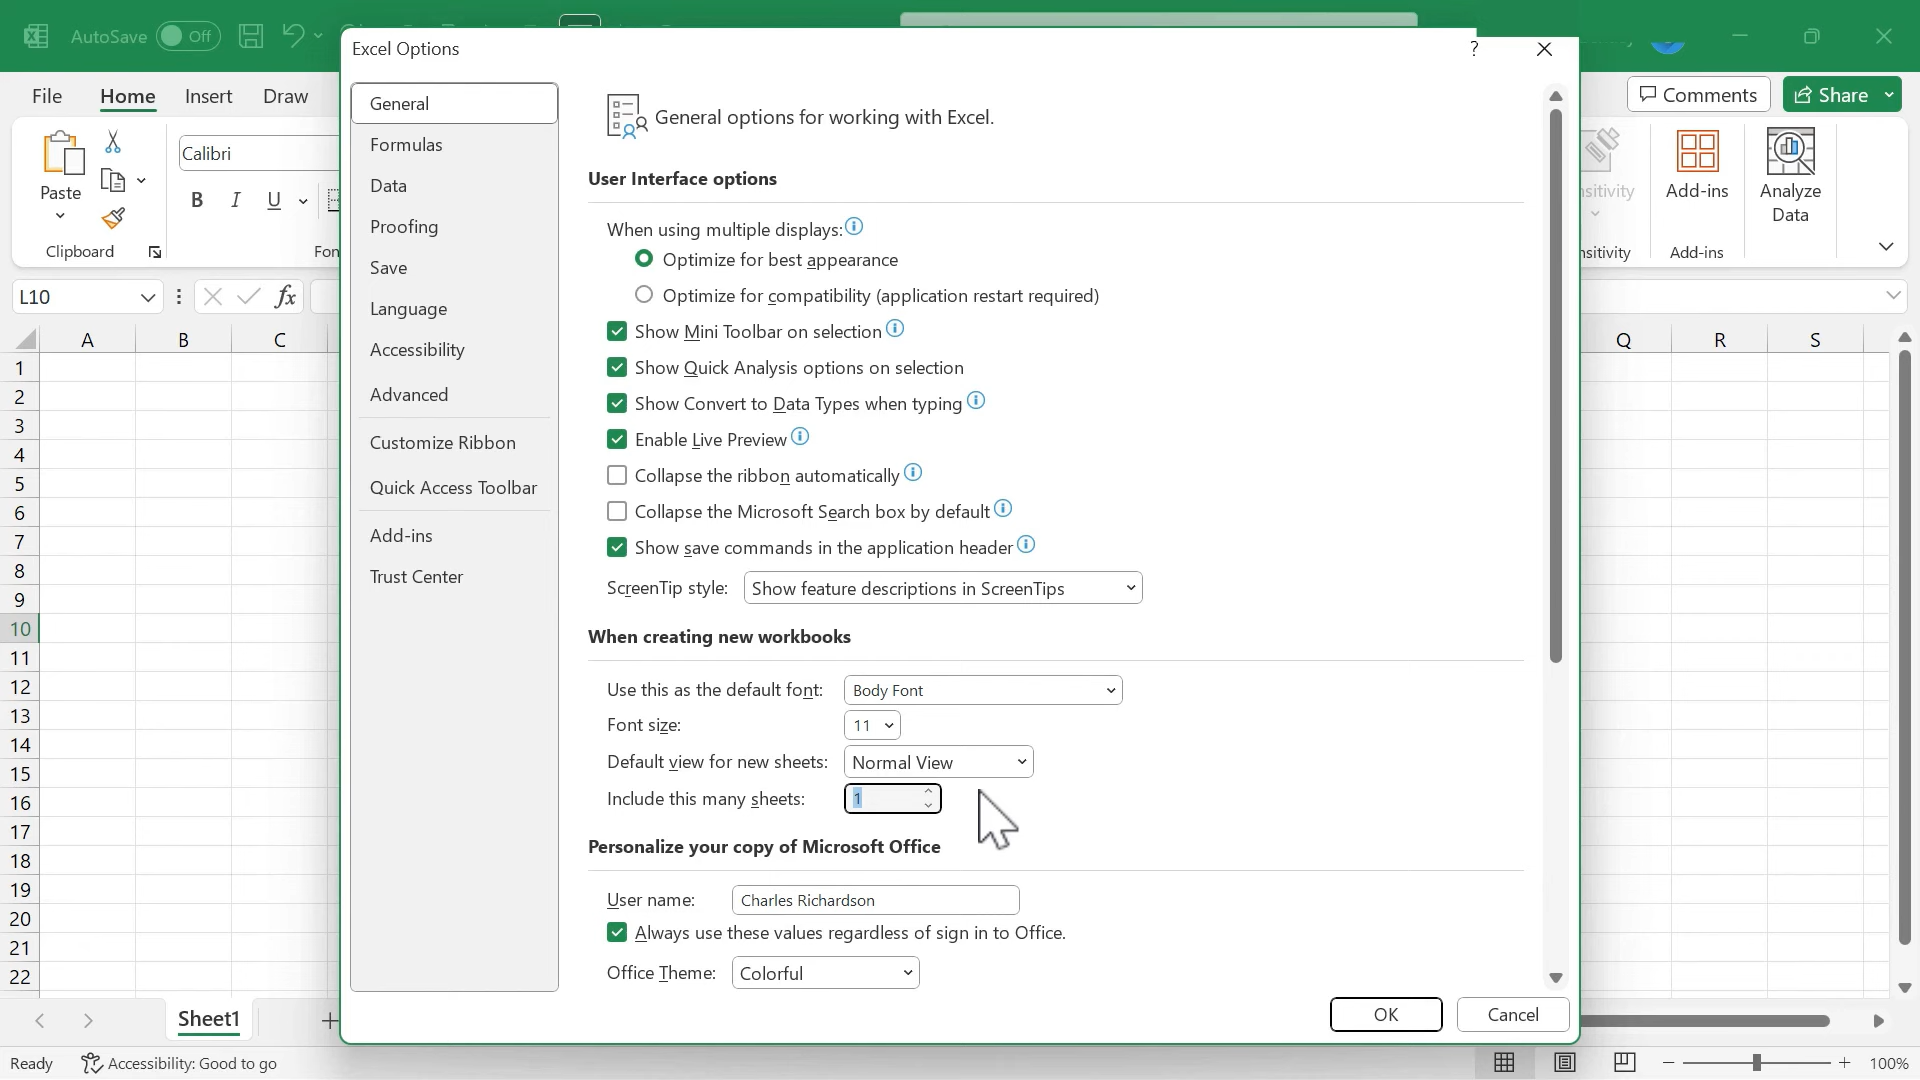 AutoSave Off
Excel Options
?
File Home Insert Draw
Comments
Share
Paste
Clipboard
Calibri
B I U
Add-ins
Add-ins
Analyze
Data
L10
fx
A B C Q R S
1
2
3
4
5
6
7
8
9
10
11
12
13
14
15
16
17
18
19
20
21
22
General
Formulas
Data
Proofing
Save
Language
Accessibility
Advanced
Customize Ribbon
Quick Access Toolbar
Add-ins
Trust Center
General options for working with Excel.
User Interface options
When using multiple displays:
Optimize for best appearance
Optimize for compatibility (application restart required)
Show Mini Toolbar on selection
Show Quick Analysis options on selection
Show Convert to Data Types when typing
Enable Live Preview
Collapse the ribbon automatically
Collapse the Microsoft Search box by default
Show save commands in the application header
ScreenTip style: Show feature descriptions in ScreenTips
When creating new workbooks
Use this as the default font: Body Font
Font size: 11
Default view for new sheets: Normal View
Include this many sheets: 1
Personalize your copy of Microsoft Office
User name: Charles Richardson
Always use these values regardless of sign in to Office.
Office Theme: Colorful
OK Cancel
Sheet1
Ready Accessibility: Good to go
100%